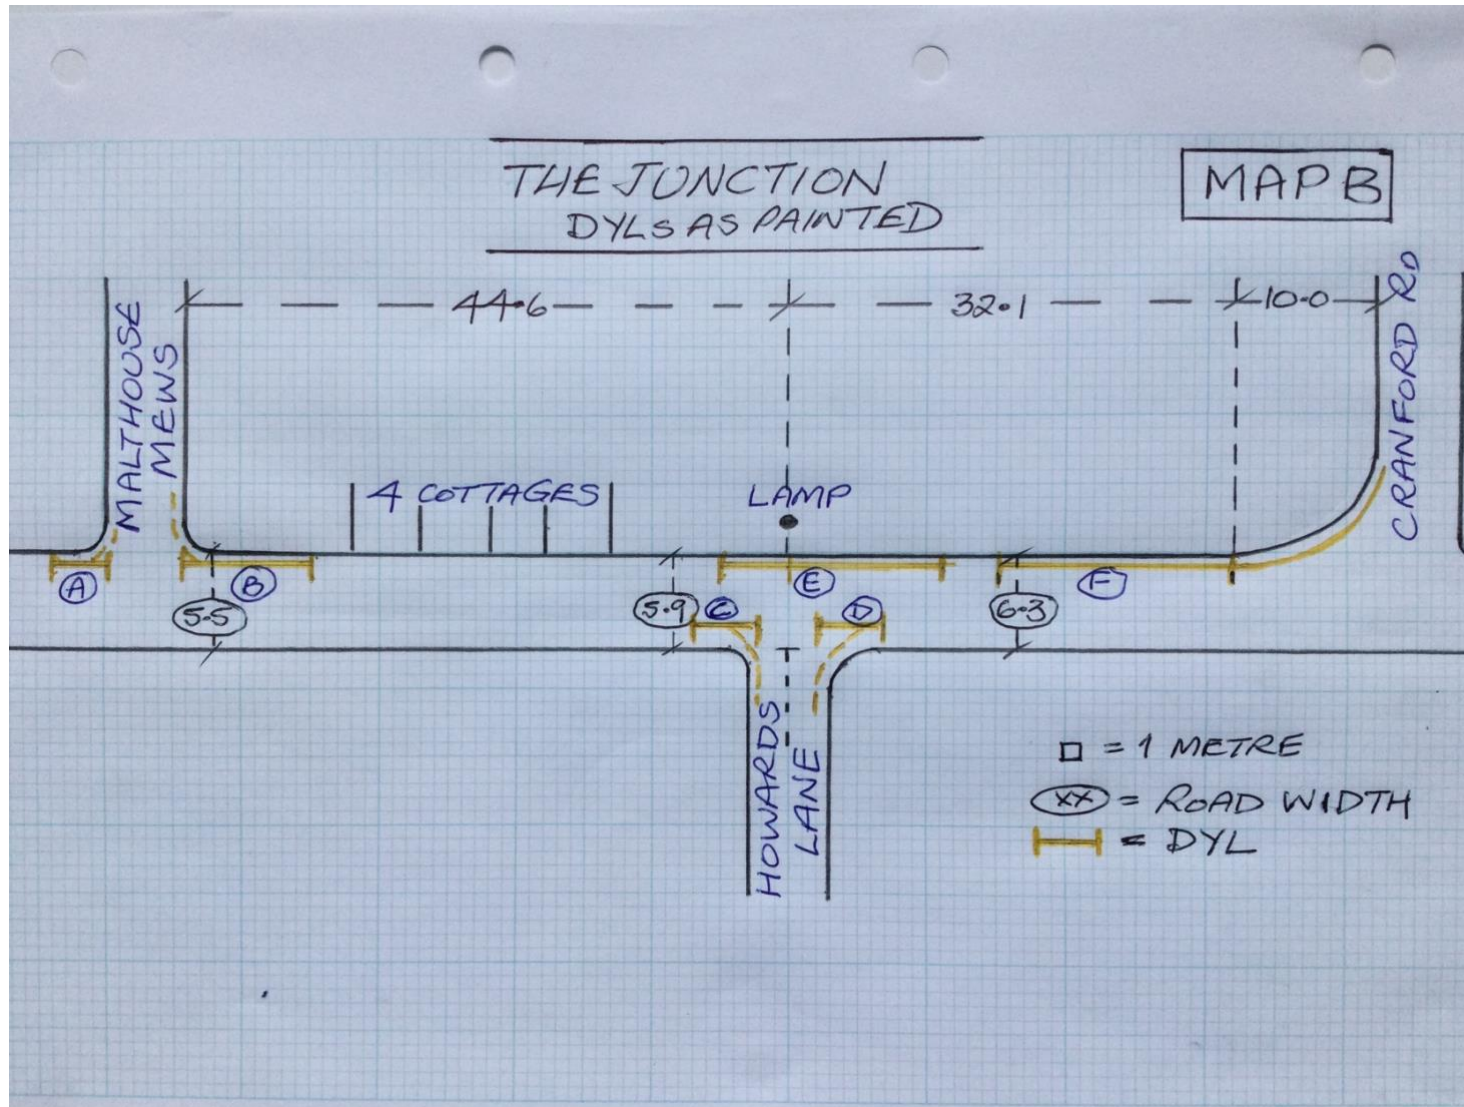 THE JUNCTION
DYLS AS PAINTED
MAP B
44.6
32.1
10.0
MALTHOUSE
MEWS
CRANFORD RD
4 COTTAGES
LAMP
A
B
E
F
5.5
5.9
C
D
6.3
HOWARDS
LANE
= 1 METRE
XX = ROAD WIDTH
= DYL